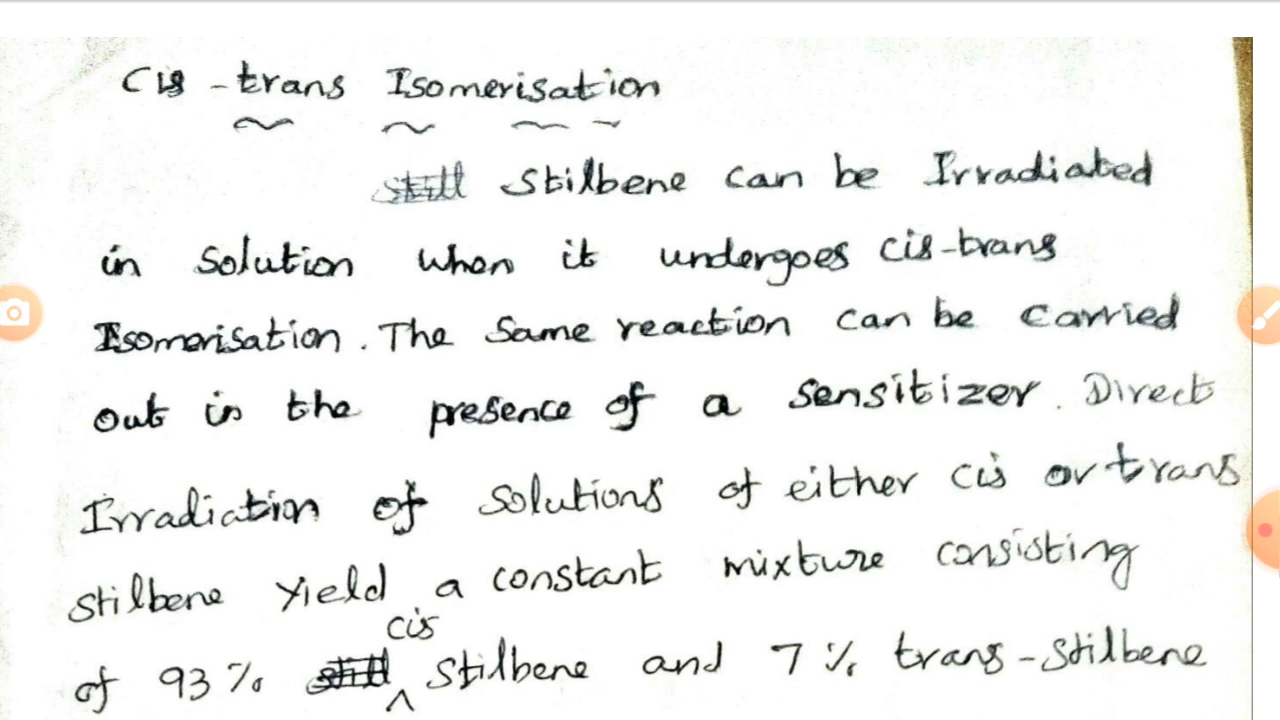 Cis - trans Isomerisation
Stilbene can be Irradiated
in solution when it undergoes cis-trans
Isomerisation. The same reaction can be carried
out in the presence of a sensitizer. Direct
Irradiation of solutions of either cis or trans
stilbene yield a constant mixture consisting
cis
of 93% stilbene and 7% trans-stilbene